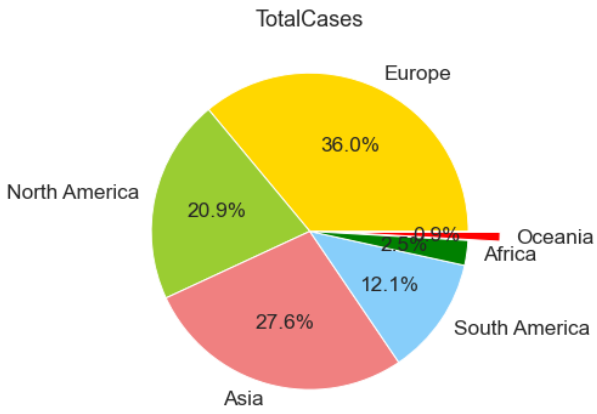 TotalCases
Europe
36.0%
North America
20.9%
0.9%
Oceania
2.5%
Africa
12.1%
27.6%
South America
Asia